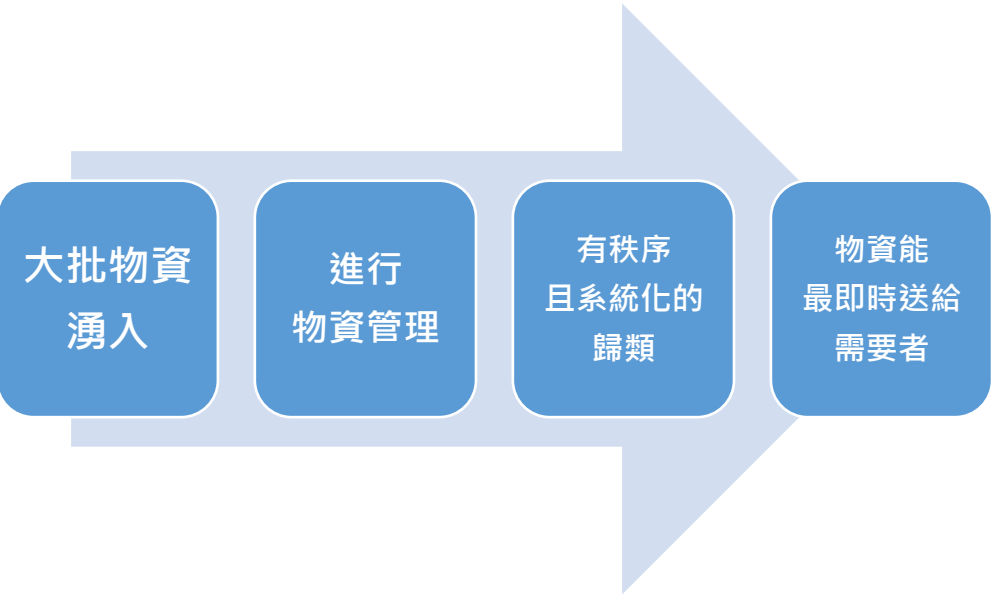 大批物資
湧入
進行
物資管理
有秩序
且系統化的
歸類
物資能
最即時送給
需要者